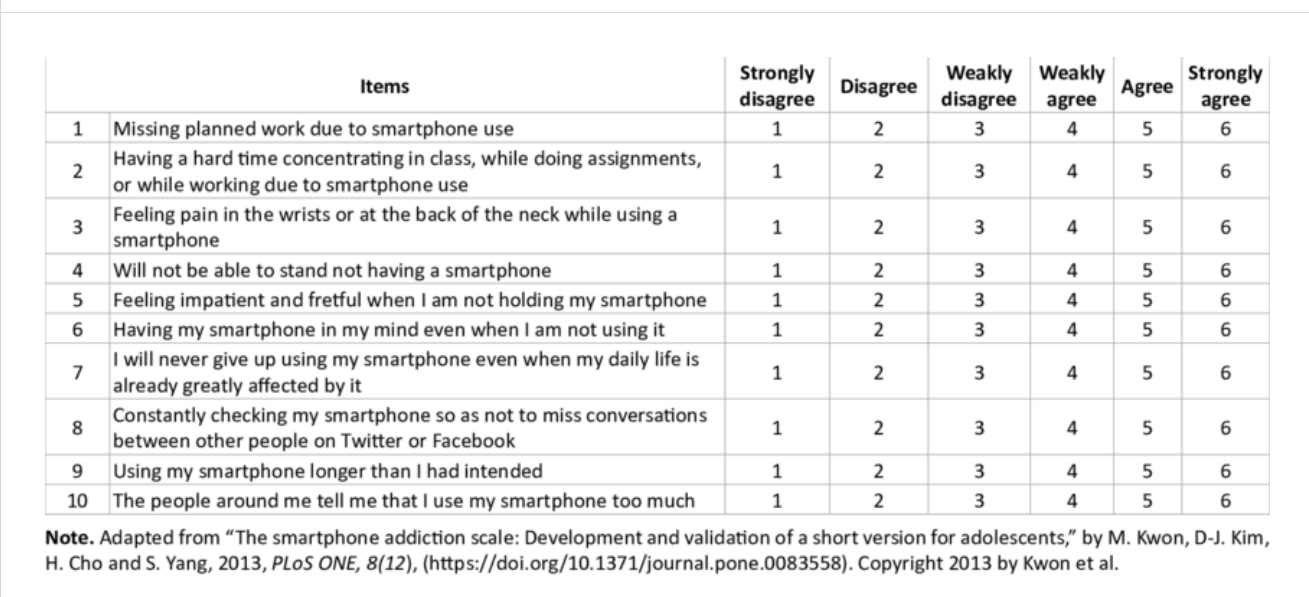 Items Strongly disagree Disagree Weakly disagree Weakly agree Agree Strongly agree
1 Missing planned work due to smartphone use 1 2 3 4 5 6
2 Having a hard time concentrating in class, while doing assignments,
or while working due to smartphone use 1 2 3 4 5 6
3 Feeling pain in the wrists or at the back of the neck while using a
smartphone 1 2 3 4 5 6
4 Will not be able to stand not having a smartphone 1 2 3 4 5 6
5 Feeling impatient and fretful when I am not holding my smartphone 1 2 3 4 5 6
6 Having my smartphone in my mind even when I am not using it 1 2 3 4 5 6
7 I will never give up using my smartphone even when my daily life is
already greatly affected by it 1 2 3 4 5 6
8 Constantly checking my smartphone so as not to miss conversations
between other people on Twitter or Facebook 1 2 3 4 5 6
9 Using my smartphone longer than I had intended 1 2 3 4 5 6
10 The people around me tell me that I use my smartphone too much 1 2 3 4 5 6
Note. Adapted from “The smartphone addiction scale: Development and validation of a short version for adolescents,” by M. Kwon, D-J. Kim,
H. Cho and S. Yang, 2013, PLoS ONE, 8(12), (https://doi.org/10.1371/journal.pone.0083558). Copyright 2013 by Kwon et al.